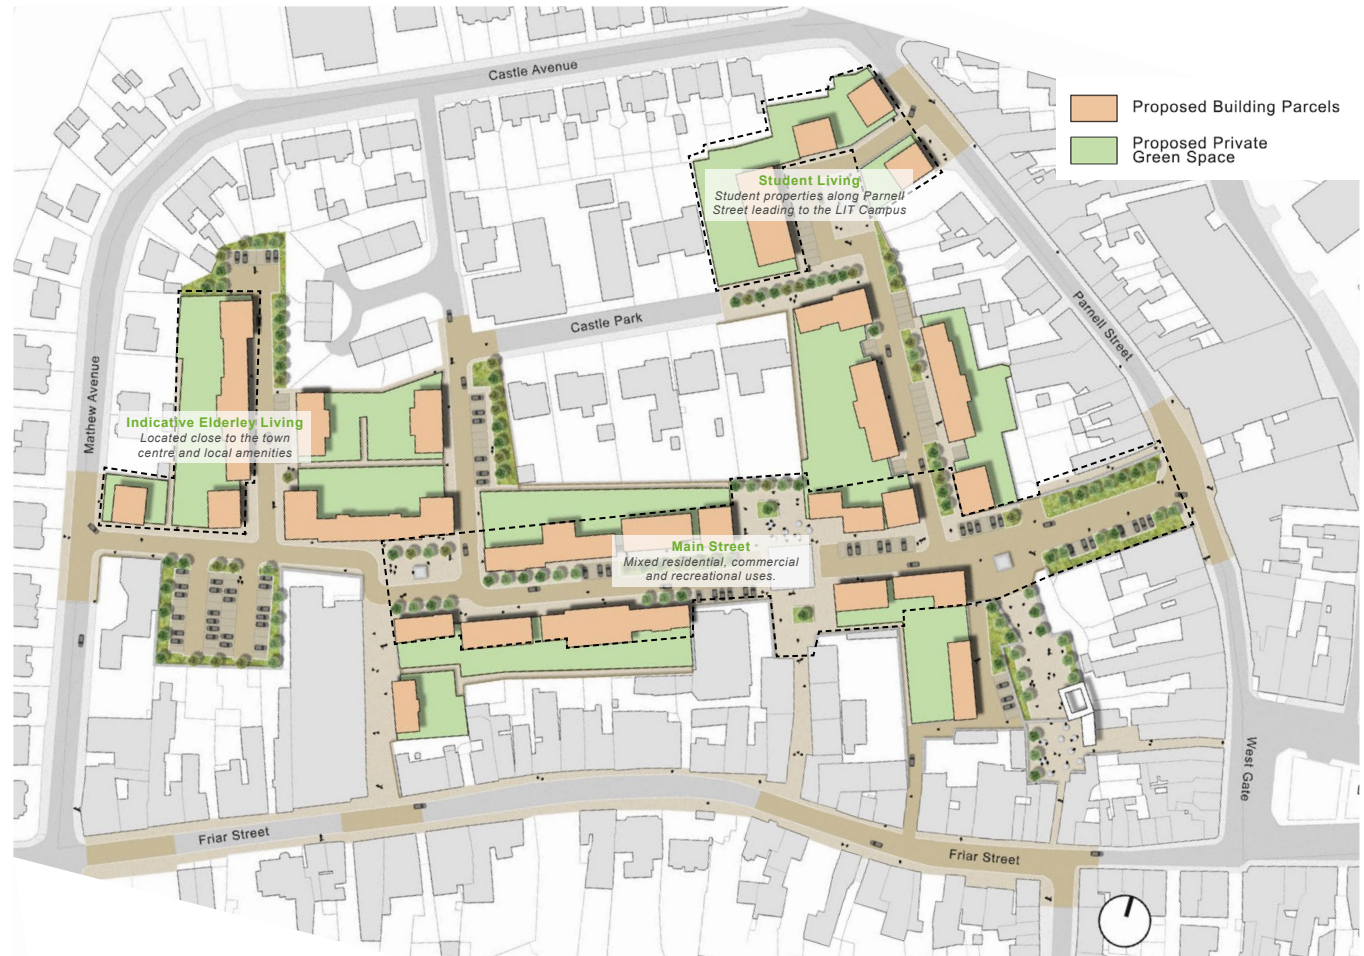 Castle Avenue
Proposed Building Parcels
Proposed Private
Green Space
Student Living
Student properties along Parnell
Street leading to the LIT Campus
Castle Park
Parnell Street
Mathew Avenue
Indicative Elderley Living
Located close to the town
centre and local amenities
Main Street
Mixed residential, commercial
and recreational uses.
West Gate
Friar Street
Friar Street